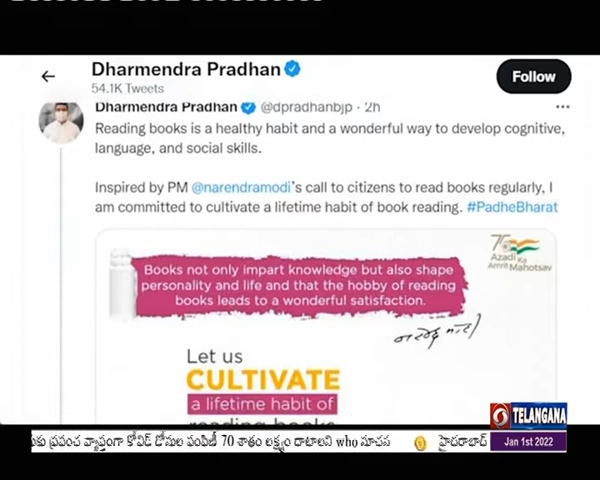 Dharmendra Pradhan
54.1K Tweets
Follow
Dharmendra Pradhan @dpradhanbjp · 2h
Reading books is a healthy habit and a wonderful way to develop cognitive,
language, and social skills.
Inspired by PM @narendramodi's call to citizens to read books regularly, I
am committed to cultivate a lifetime habit of book reading. #PadheBharat
75
Azadi Ka
Amrit Mahotsav
Books not only impart knowledge but also shape
personality and life and that the hobby of reading
books leads to a wonderful satisfaction.
Let us
CULTIVATE
a lifetime habit of
reading books
TELANGANA
ప్రపంచ వ్యాప్తంగా కోవిడ్ డోసుల పంపిణీ 70 శాతం లక్ష్యం దాటాలని who సూచన
హైదరాబాద్
Jan 1st 2022